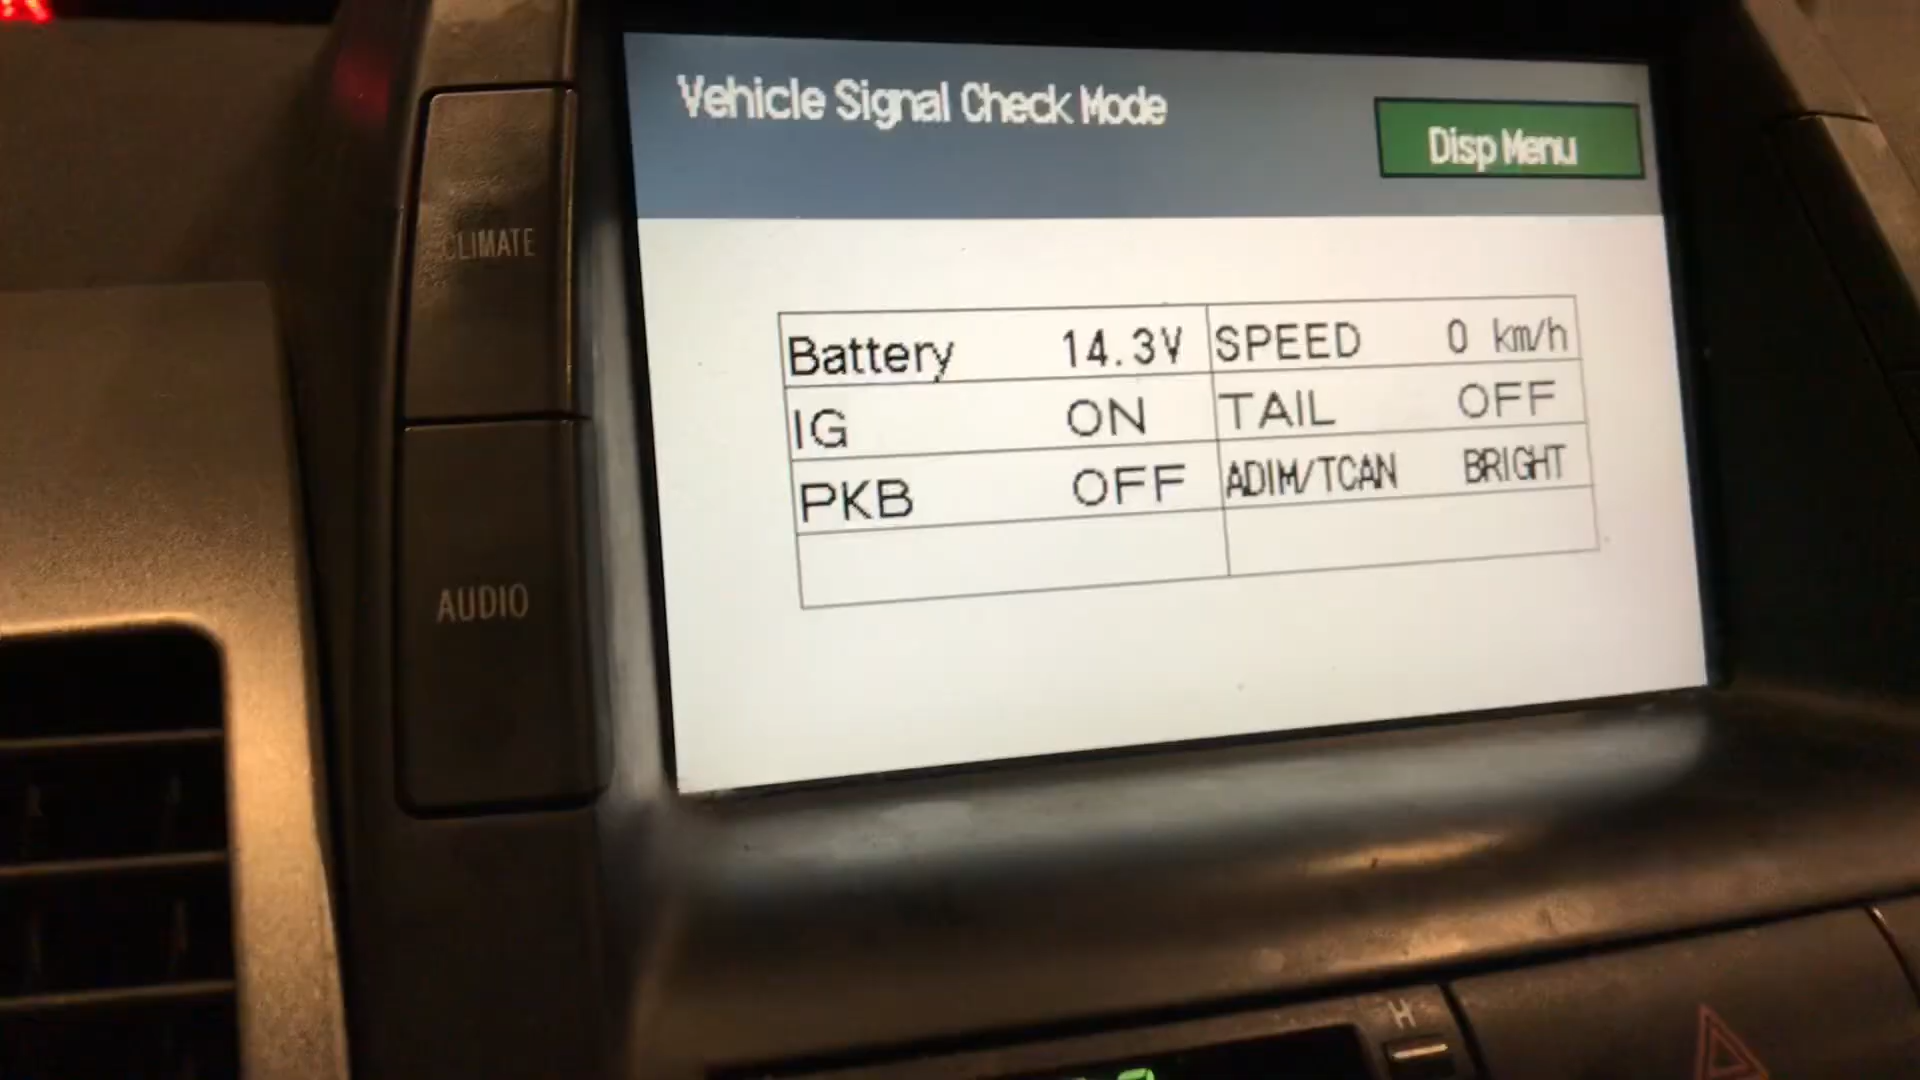 Vehicle Signal Check Mode
Disp Menu
CLIMATE
Battery 14.3V SPEED 0 km/h
IG ON TAIL OFF
PKB OFF ADIM/TCAN BRIGHT
AUDIO
H